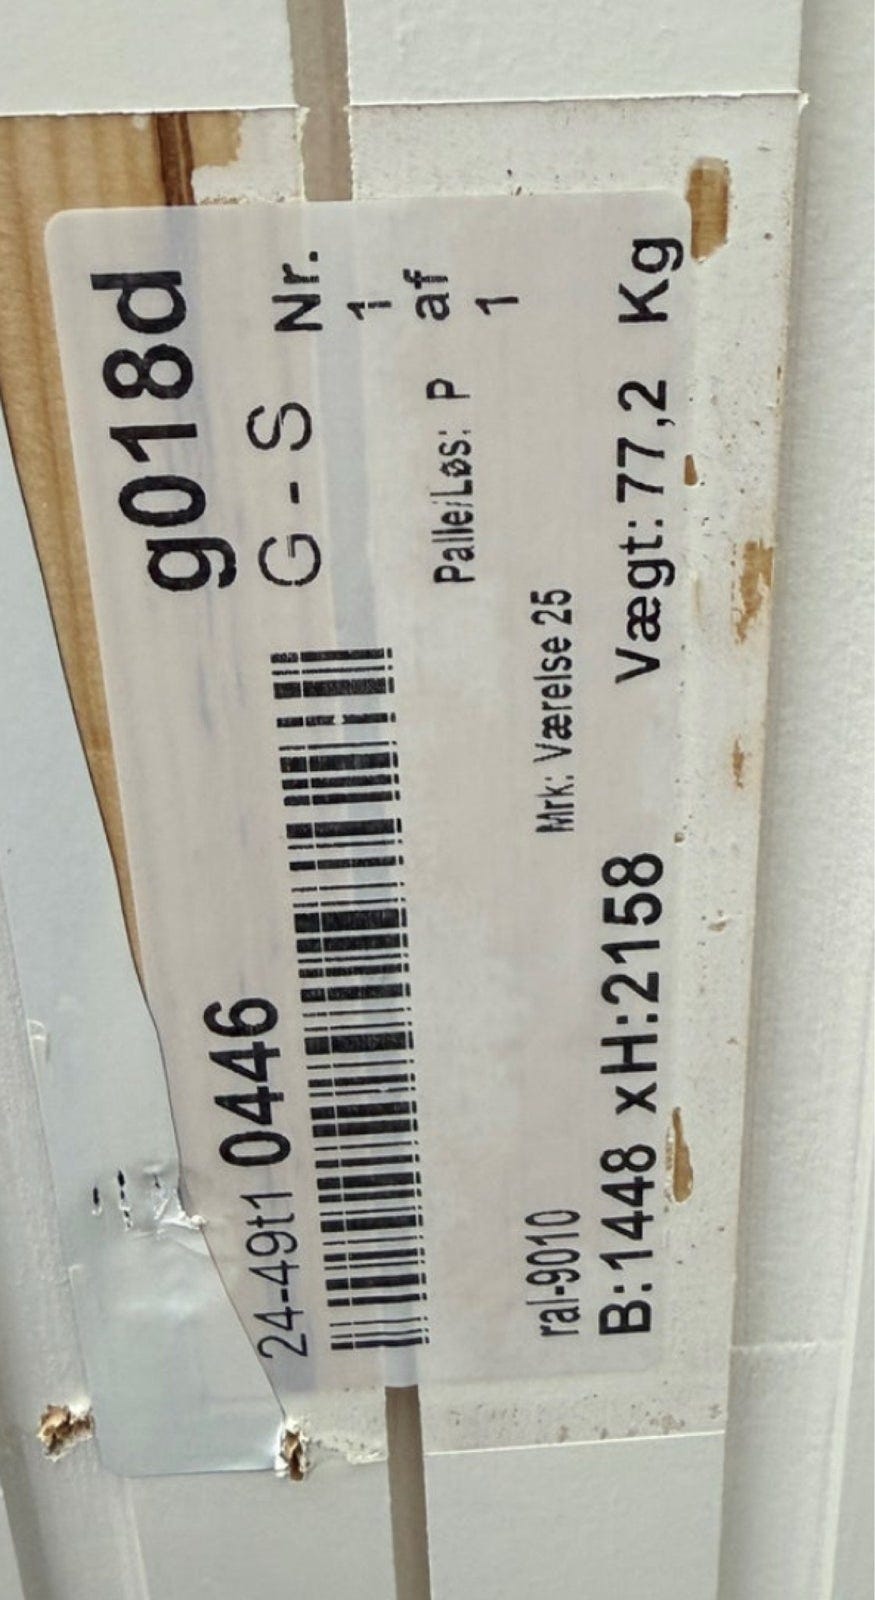 g018d
24-49t1 0446
G - S Nr.
1
Palle/Løs: P af
1
ral-9010 Mrk: Værelse 25
B:1448 xH:2158 Vægt: 77,2 Kg